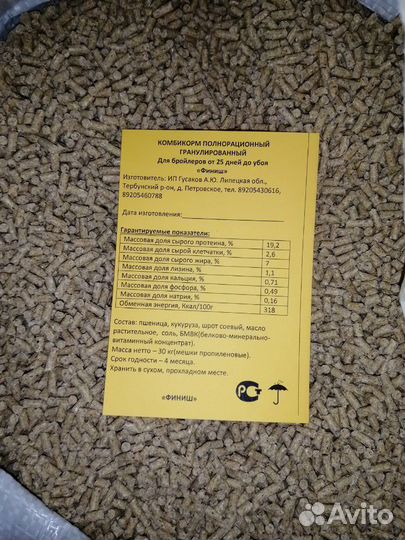 КОМБИКОРМ ПОЛНОРАЦИОННЫЙ
ГРАНУЛИРОВАННЫЙ
Для бройлеров от 25 дней до убоя
«Финиш»
Изготовитель: ИП Гусаков А.Ю. Липецкая обл.,
Тербунский р-он, д. Петровское, тел. 89205430616,
89205460788
Дата изготовления:
Гарантируемые показатели:
Массовая доля сырого протеина, % 19,2
Массовая доля сырой клетчатки, % 2,6
Массовая доля сырого жира, % 7
Массовая доля лизина, % 1,1
Массовая доля кальция, % 0,71
Массовая доля фосфора, % 0,49
Массовая доля натрия, % 0,16
Обменная энергия, Ккал/100г 318
Состав: пшеница, кукуруза, шрот соевый, масло
растительное, соль, БМВК(белково-минерально-
витаминный концентрат).
Масса нетто – 30 кг(мешки пропиленовые).
Срок годности – 4 месяца.
Хранить в сухом, прохладном месте.
РСТ
«ФИНИШ»
Avito